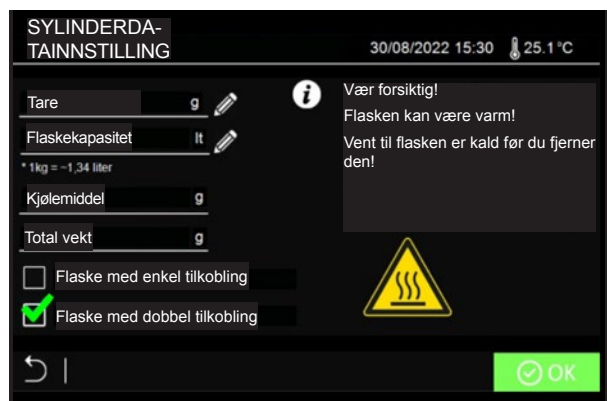 SYLINDERDA-
TAINNSTILLING
30/08/2022 15:30 25.1 °C
Tare g
Flaskekapasitet lt
* 1kg = ~1,34 liter
Kjølemiddel g
Total vekt g
Flaske med enkel tilkobling
Flaske med dobbel tilkobling
i
Vær forsiktig!
Flasken kan være varm!
Vent til flasken er kald før du fjerner
den!
OK